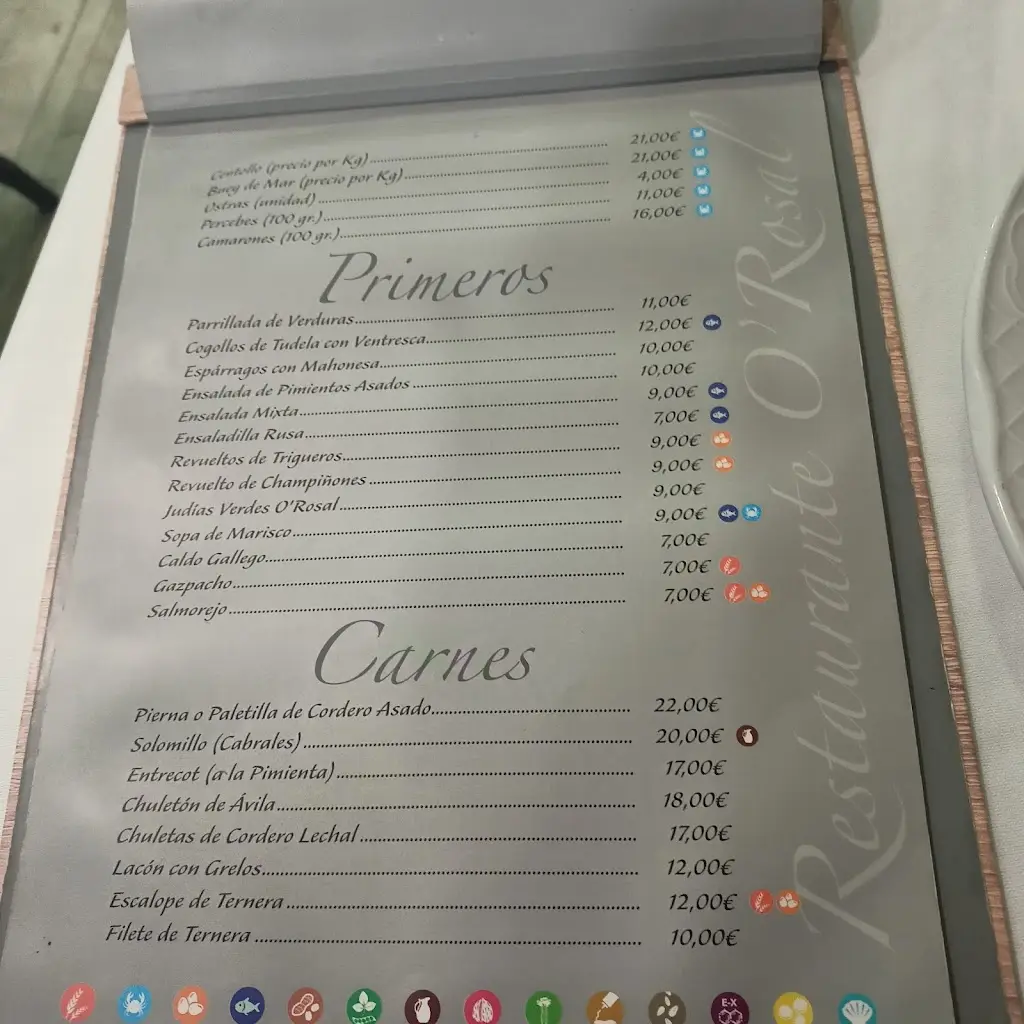 Centollo (precio por Kg) 21,00€
Buey de Mar (precio por Kg) 21,00€
Ostras (unidad) 4,00€
Percebes (100 gr.) 11,00€
Camarones (100 gr.) 16,00€
Primeros
Parrillada de Verduras 11,00€
Cogollos de Tudela con Ventresca 12,00€
Espárragos con Mahonesa 10,00€
Ensalada de Pimientos Asados 10,00€
Ensalada Mixta 9,00€
Ensaladilla Rusa 7,00€
Revueltos de Trigueros 9,00€
Revuelto de Champiñones 9,00€
Judías Verdes O'Rosal 9,00€
Sopa de Marisco 9,00€
Caldo Gallego 7,00€
Gazpacho 7,00€
Salmorejo 7,00€
Carnes
Pierna o Paletilla de Cordero Asado 22,00€
Solomillo (Cabrales) 20,00€
Entrecot (a la Pimienta) 17,00€
Chuletón de Ávila 18,00€
Chuletas de Cordero Lechal 17,00€
Lacón con Grelos 12,00€
Escalope de Ternera 12,00€
Filete de Ternera 10,00€
Restaurante O'Rosal
E-X